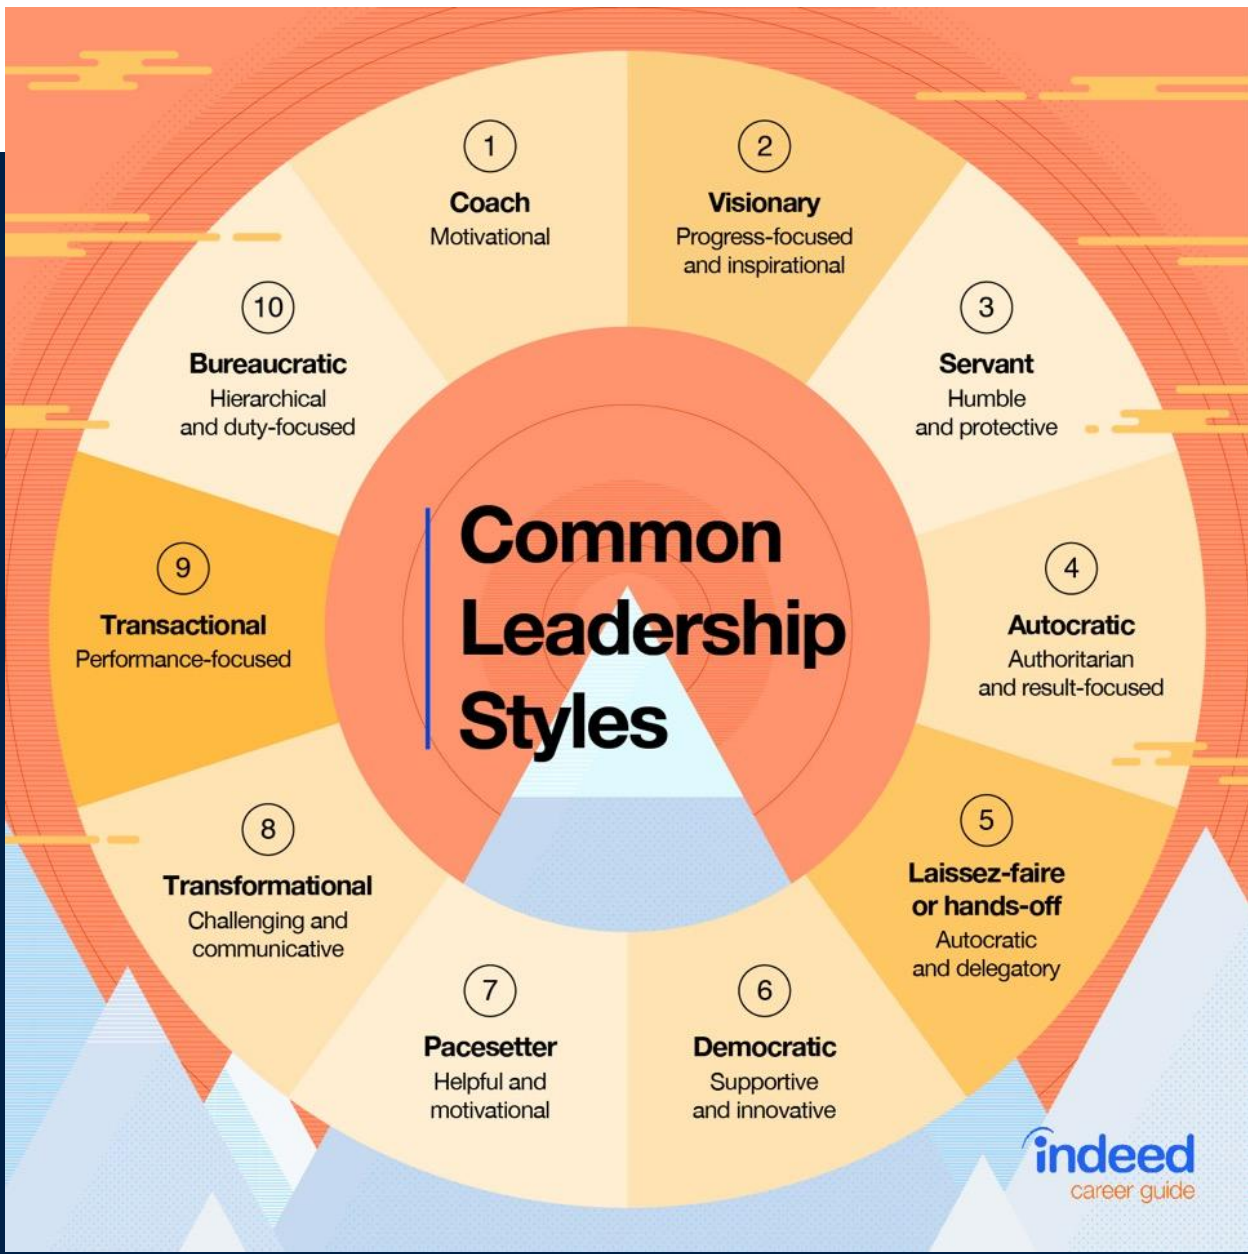 Common
Leadership
Styles
1
Coach
Motivational
2
Visionary
Progress-focused
and inspirational
3
Servant
Humble
and protective
4
Autocratic
Authoritarian
and result-focused
5
Laissez-faire
or hands-off
Autocratic
and delegatory
6
Democratic
Supportive
and innovative
7
Pacesetter
Helpful and
motivational
8
Transformational
Challenging and
communicative
9
Transactional
Performance-focused
10
Bureaucratic
Hierarchical
and duty-focused
indeed
career guide